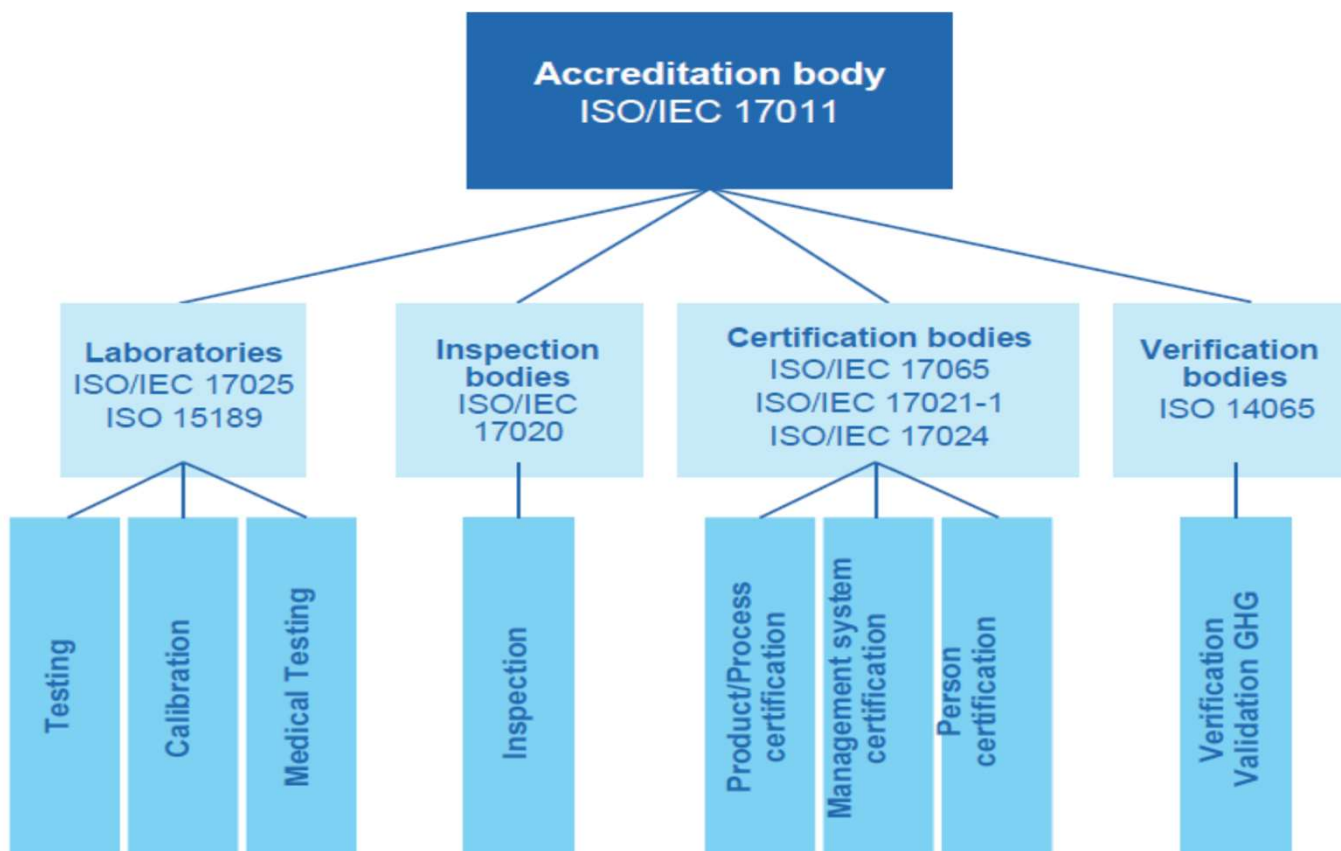 Accreditation body
ISO/IEC 17011
Laboratories
ISO/IEC 17025
ISO 15189
Inspection
bodies
ISO/IEC
17020
Certification bodies
ISO/IEC 17065
ISO/IEC 17021-1
ISO/IEC 17024
Verification
bodies
ISO 14065
Testing
Calibration
Medical Testing
Inspection
Product/Process
certification
Management system
certification
Person
certification
Verification
Validation GHG